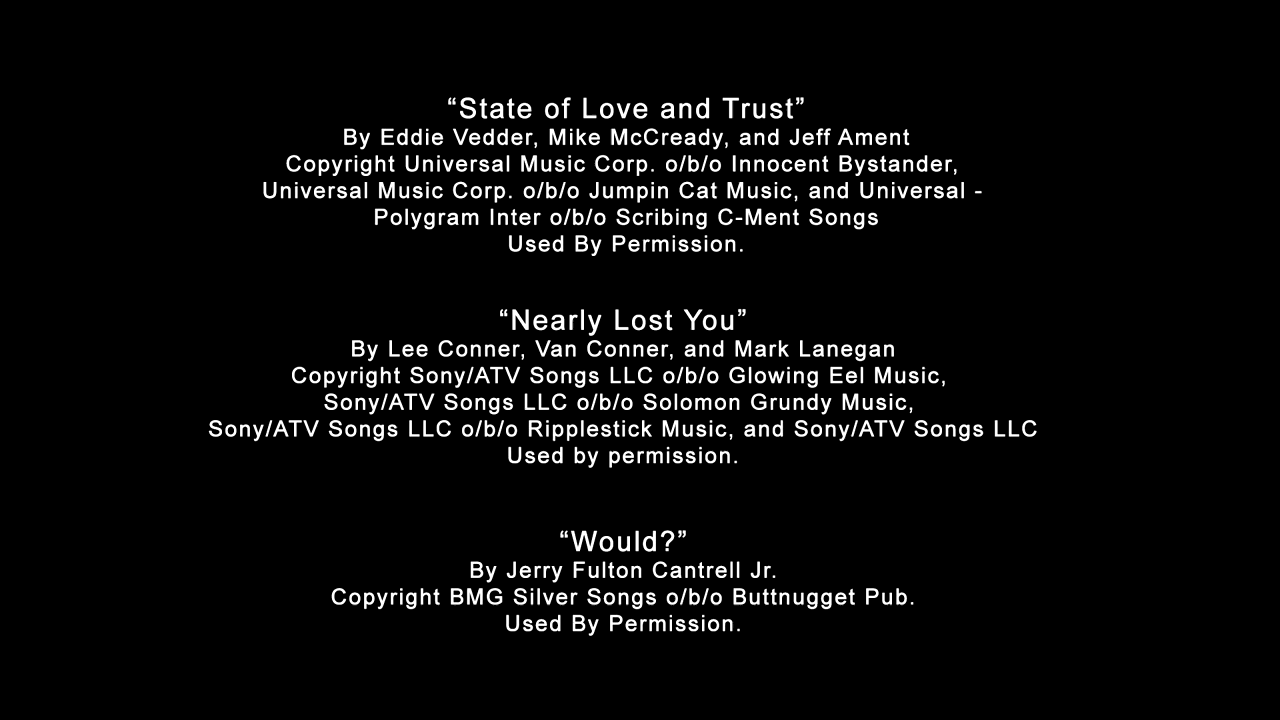 “State of Love and Trust”
By Eddie Vedder, Mike McCready, and Jeff Ament
Copyright Universal Music Corp. o/b/o Innocent Bystander,
Universal Music Corp. o/b/o Jumpin Cat Music, and Universal -
Polygram Inter o/b/o Scribing C-Ment Songs
Used By Permission.
“Nearly Lost You”
By Lee Conner, Van Conner, and Mark Lanegan
Copyright Sony/ATV Songs LLC o/b/o Glowing Eel Music,
Sony/ATV Songs LLC o/b/o Solomon Grundy Music,
Sony/ATV Songs LLC o/b/o Ripplestick Music, and Sony/ATV Songs LLC
Used by permission.
“Would?”
By Jerry Fulton Cantrell Jr.
Copyright BMG Silver Songs o/b/o Buttnugget Pub.
Used By Permission.